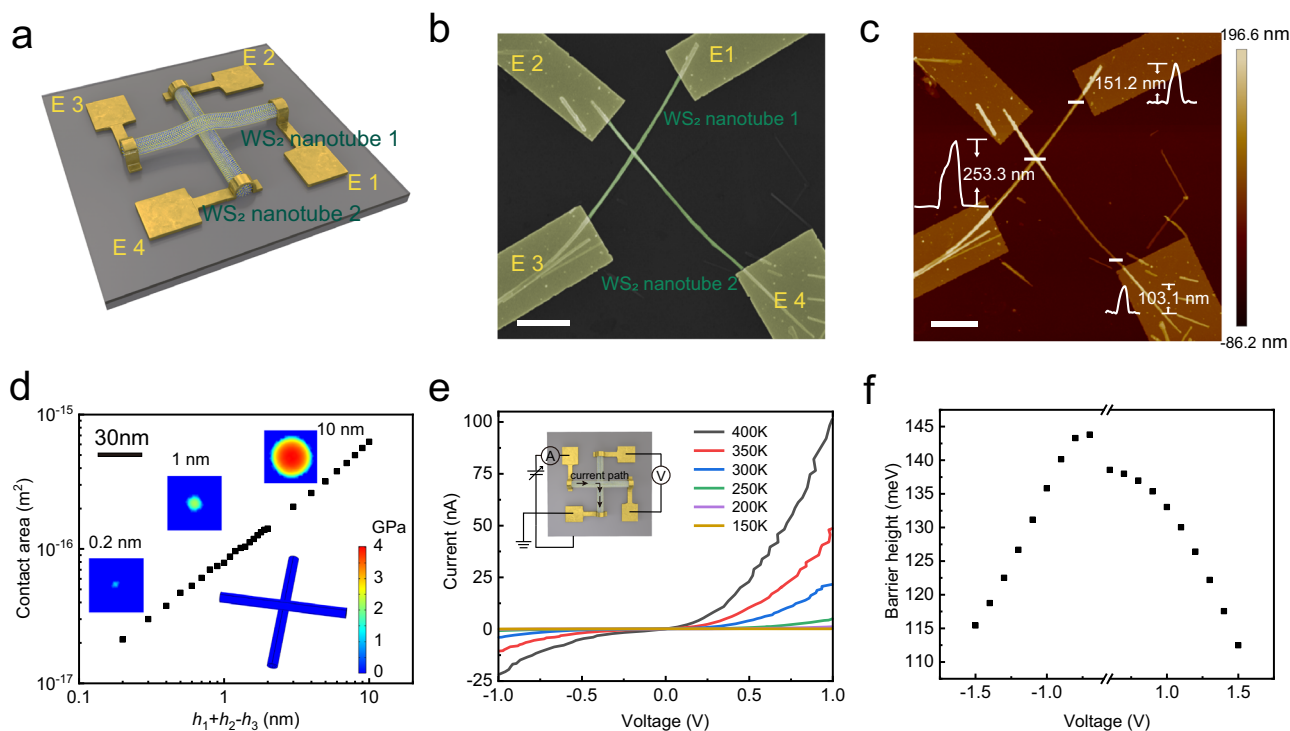 a
E 2
E 3
WS₂ nanotube 1
E 1
WS₂ nanotube 2
E 4
b
E 2
E1
WS₂ nanotube 1
E 3
WS₂ nanotube 2
E 4
c
196.6 nm
151.2 nm
253.3 nm
103.1 nm
-86.2 nm
d
10⁻¹⁵
30nm
10 nm
1 nm
GPa
4
0.2 nm
10⁻¹⁶
3
2
1
0
10⁻¹⁷
Contact area (m²)
0.1
1
10
h₁+h₂-h₃ (nm)
e
100
75
50
25
0
-25
Current (nA)
A
V
current path
400K
350K
300K
250K
200K
150K
-1.0
-0.5
0.0
0.5
1.0
Voltage (V)
f
145
140
135
130
125
120
115
110
Barrier height (meV)
-1.5
-1.0
1.0
1.5
Voltage (V)